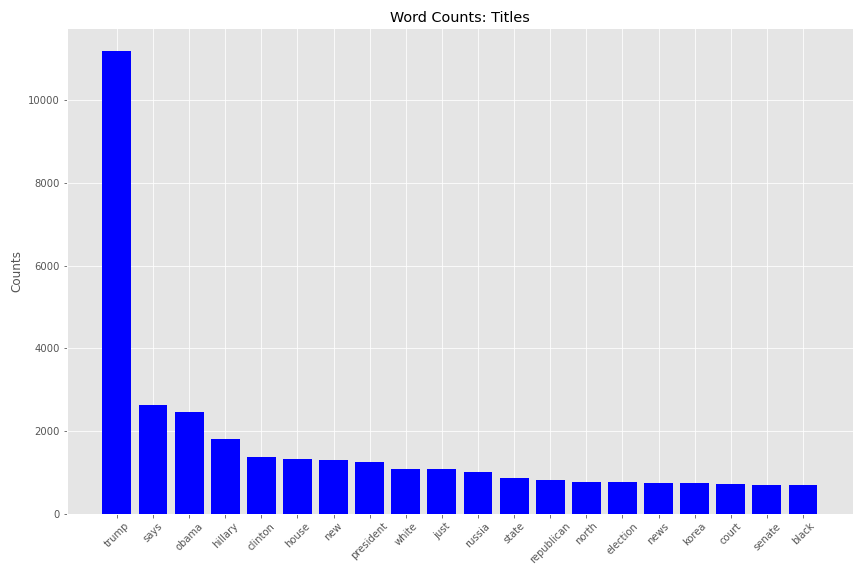 Word Counts: Titles
Counts
10000
8000
6000
4000
2000
0
trump
says
obama
hillary
clinton
house
new
president
white
just
russia
state
republican
north
election
news
korea
court
senate
black